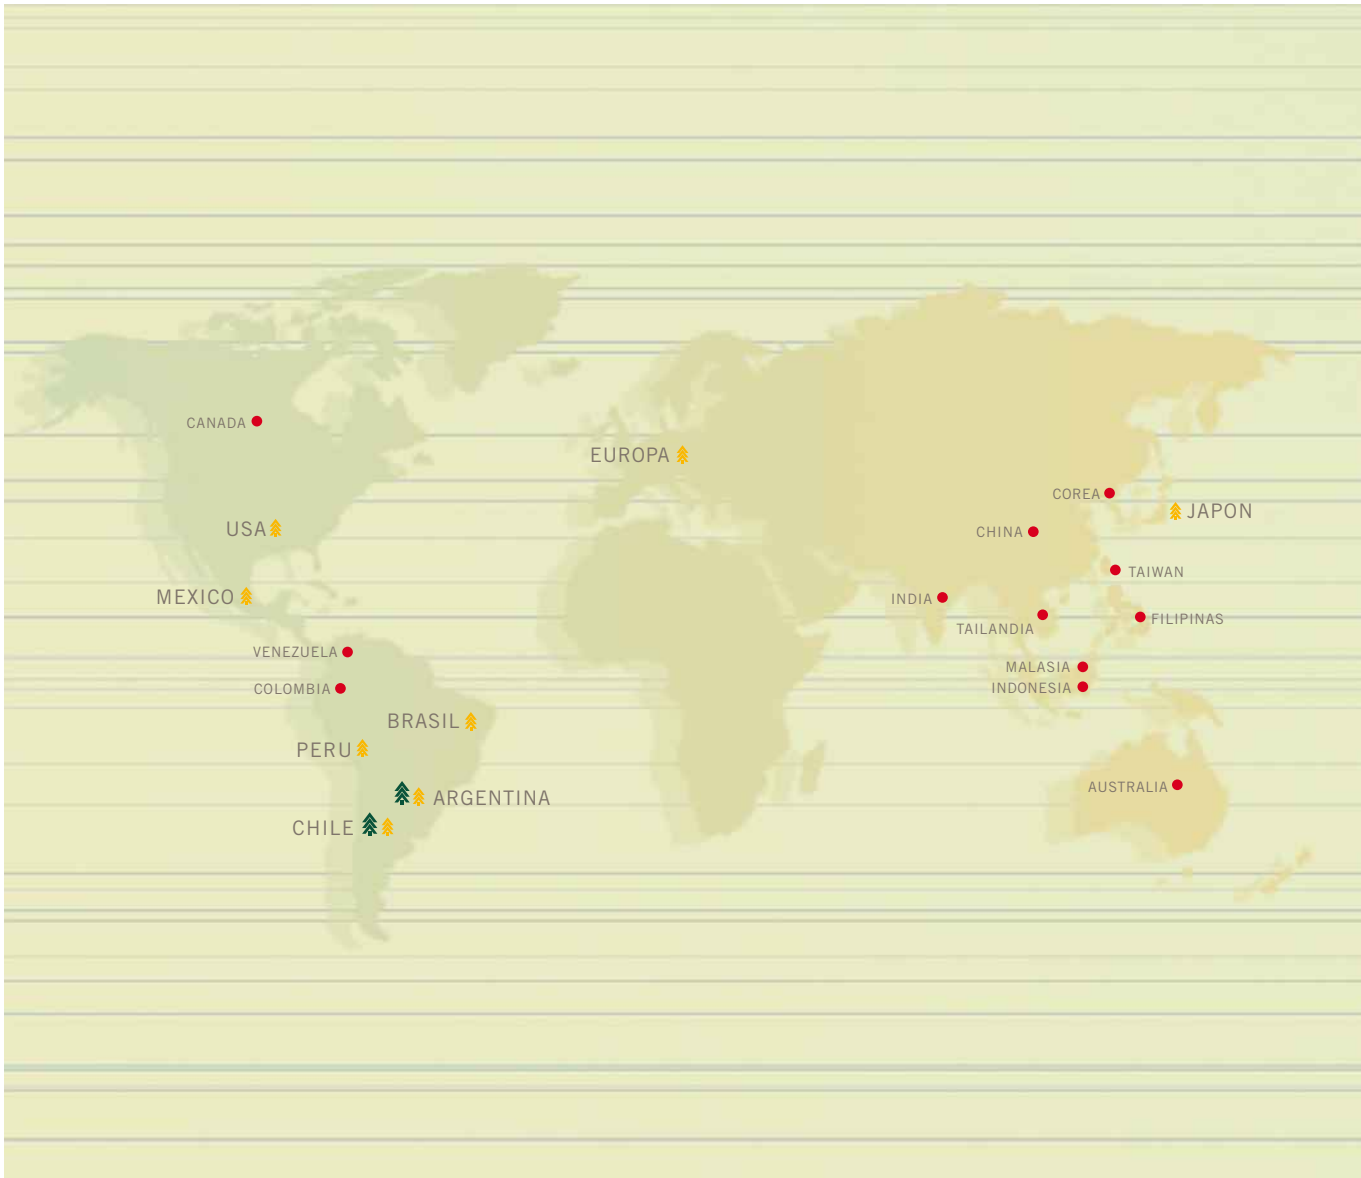 CANADA
EUROPA
COREA
JAPON
USA
CHINA
TAIWAN
MEXICO
INDIA
FILIPINAS
TAILANDIA
VENEZUELA
MALASIA
COLOMBIA
INDONESIA
BRASIL
PERU
AUSTRALIA
ARGENTINA
CHILE